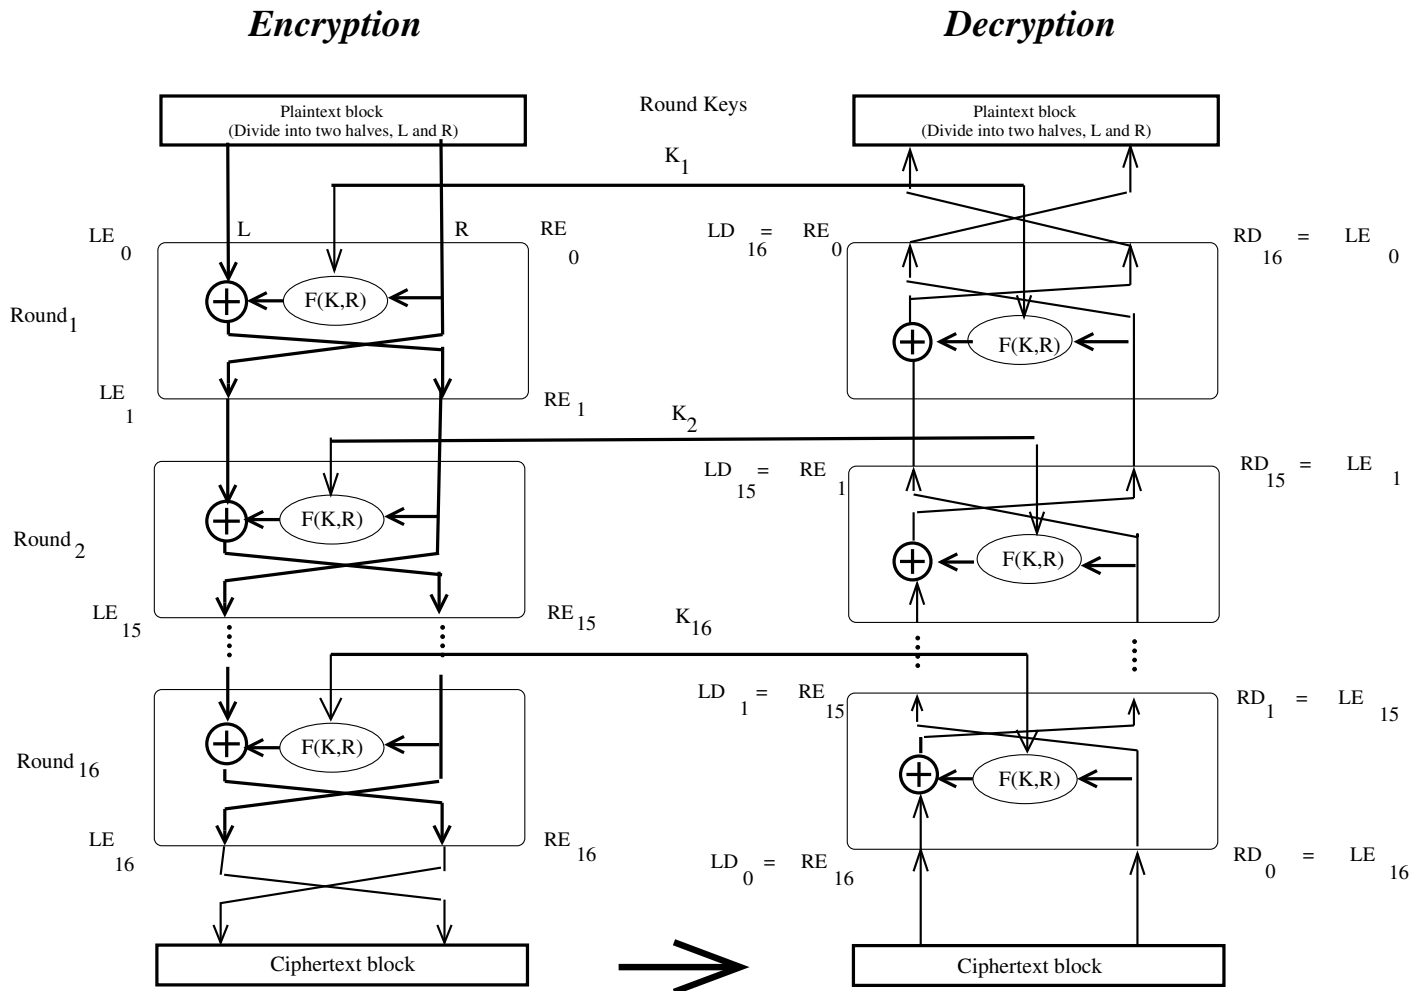 Encryption Decryption
Plaintext block
(Divide into two halves, L and R)
Round Keys
Plaintext block
(Divide into two halves, L and R)
K1
LE0 L R RE0 LD16 = RE0 RD16 = LE0
Round1 F(K,R) F(K,R)
LE1 RE1
K2
LD15 = RE1 RD15 = LE1
Round2 F(K,R) F(K,R)
LE15 RE15 K16
LD1 = RE15 RD1 = LE15
Round16 F(K,R) F(K,R)
LE16 RE16 LD0 = RE16 RD0 = LE16
Ciphertext block Ciphertext block